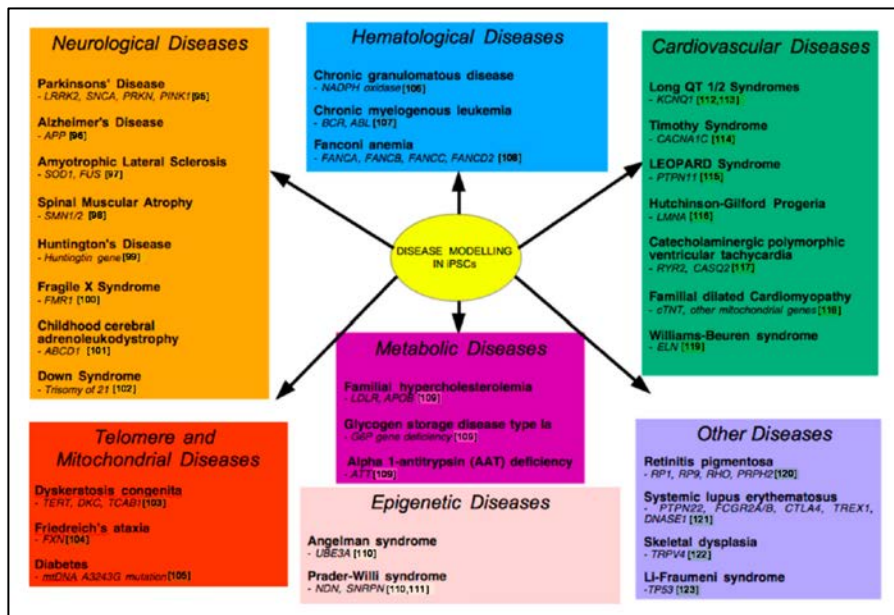 Neurological Diseases
Parkinsons' Disease
- LRRK2, SNCA, PRKN, PINK1[95]
Alzheimer's Disease
- APP [96]
Amyotrophic Lateral Sclerosis
- SOD1, FUS [97]
Spinal Muscular Atrophy
- SMN1/2 [98]
Huntington's Disease
- Huntingtin gene[99]
Fragile X Syndrome
- FMR1 [100]
Childhood cerebral
adrenoleukodystrophy
- ABCD1 [101]
Down Syndrome
- Trisomy of 21 [102]
Hematological Diseases
Chronic granulomatous disease
- NADPH oxidase[106]
Chronic myelogenous leukemia
- BCR, ABL [107]
Fanconi anemia
- FANCA, FANCB, FANCC, FANCD2 [108]
Cardiovascular Diseases
Long QT 1/2 Syndromes
- KCNQ1 [112,113]
Timothy Syndrome
- CACNA1C [114]
LEOPARD Syndrome
- PTPN11 [115]
Hutchinson-Gilford Progeria
- LMNA [116]
Catecholaminergic polymorphic
ventricular tachycardia
- RYR2, CASQ2 [117]
Familial dilated Cardiomyopathy
- cTNT, other mitochondrial genes [118]
Williams-Beuren syndrome
- ELN [119]
DISEASE MODELLING
IN iPSCs
Metabolic Diseases
Familial hypercholesterolemia
- LDLR, APOB [109]
Glycogen storage disease type Ia
- G6P gene deficiency [109]
Alpha 1-antitrypsin (AAT) deficiency
- ATT [109]
Telomere and
Mitochondrial Diseases
Dyskerstosis congenita
- TERT, DKC, TCAB1 [103]
Friedreich's ataxia
- FXN[104]
Diabetes
- mtDNA A3243G mutation[105]
Epigenetic Diseases
Angelman syndrome
- UBE3A [110]
Prader-Willi syndrome
- NDN, SNRPN [110,111]
Other Diseases
Retinitis pigmentosa
- RP1, RP9, RHO, PRPH2 [120]
Systemic lupus erythematosus
- PTPN22, FCGR2A/B, CTLA4, TREX1,
DNASE1 [121]
Skeletal dysplasia
- TRPV4 [122]
Li-Fraumeni syndrome
-TP53 [123]